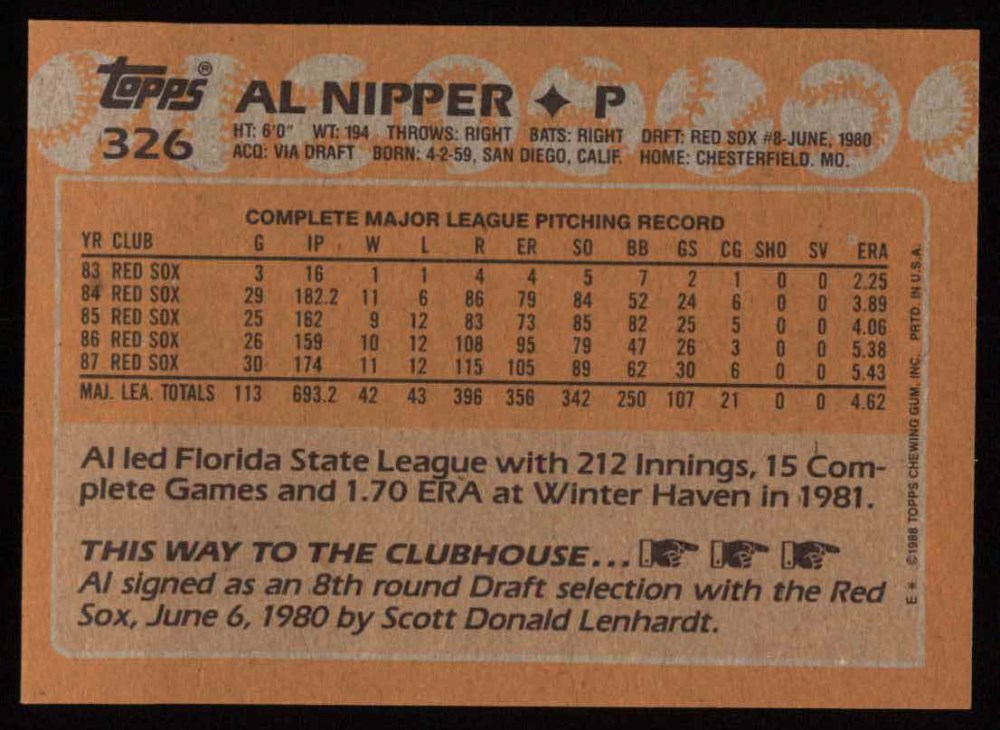 topps® AL NIPPER ✦ P
326 HT: 6'0" WT: 194 THROWS: RIGHT BATS: RIGHT DRFT: RED SOX #8-JUNE, 1980
ACQ: VIA DRAFT BORN: 4-2-59, SAN DIEGO, CALIF. HOME: CHESTERFIELD. MO.
COMPLETE MAJOR LEAGUE PITCHING RECORD
YR CLUB G IP W L R ER SO BB GS CG SHO SV ERA
83 RED SOX 3 16 1 1 4 4 5 7 2 1 0 0 2.25
84 RED SOX 29 182.2 11 6 86 79 84 52 24 6 0 0 3.89
85 RED SOX 25 162 9 12 83 73 85 82 25 5 0 0 4.06
86 RED SOX 26 159 10 12 108 95 79 47 26 3 0 0 5.38
87 RED SOX 30 174 11 12 115 105 89 62 30 6 0 0 5.43
MAJ. LEA. TOTALS 113 693.2 42 43 396 356 342 250 107 21 0 0 4.62
Al led Florida State League with 212 Innings, 15 Com-
plete Games and 1.70 ERA at Winter Haven in 1981.
THIS WAY TO THE CLUBHOUSE...
Al signed as an 8th round Draft selection with the Red
Sox, June 6, 1980 by Scott Donald Lenhardt.
E * ©1988 TOPPS CHEWING GUM, INC. PRTD. IN U.S.A.